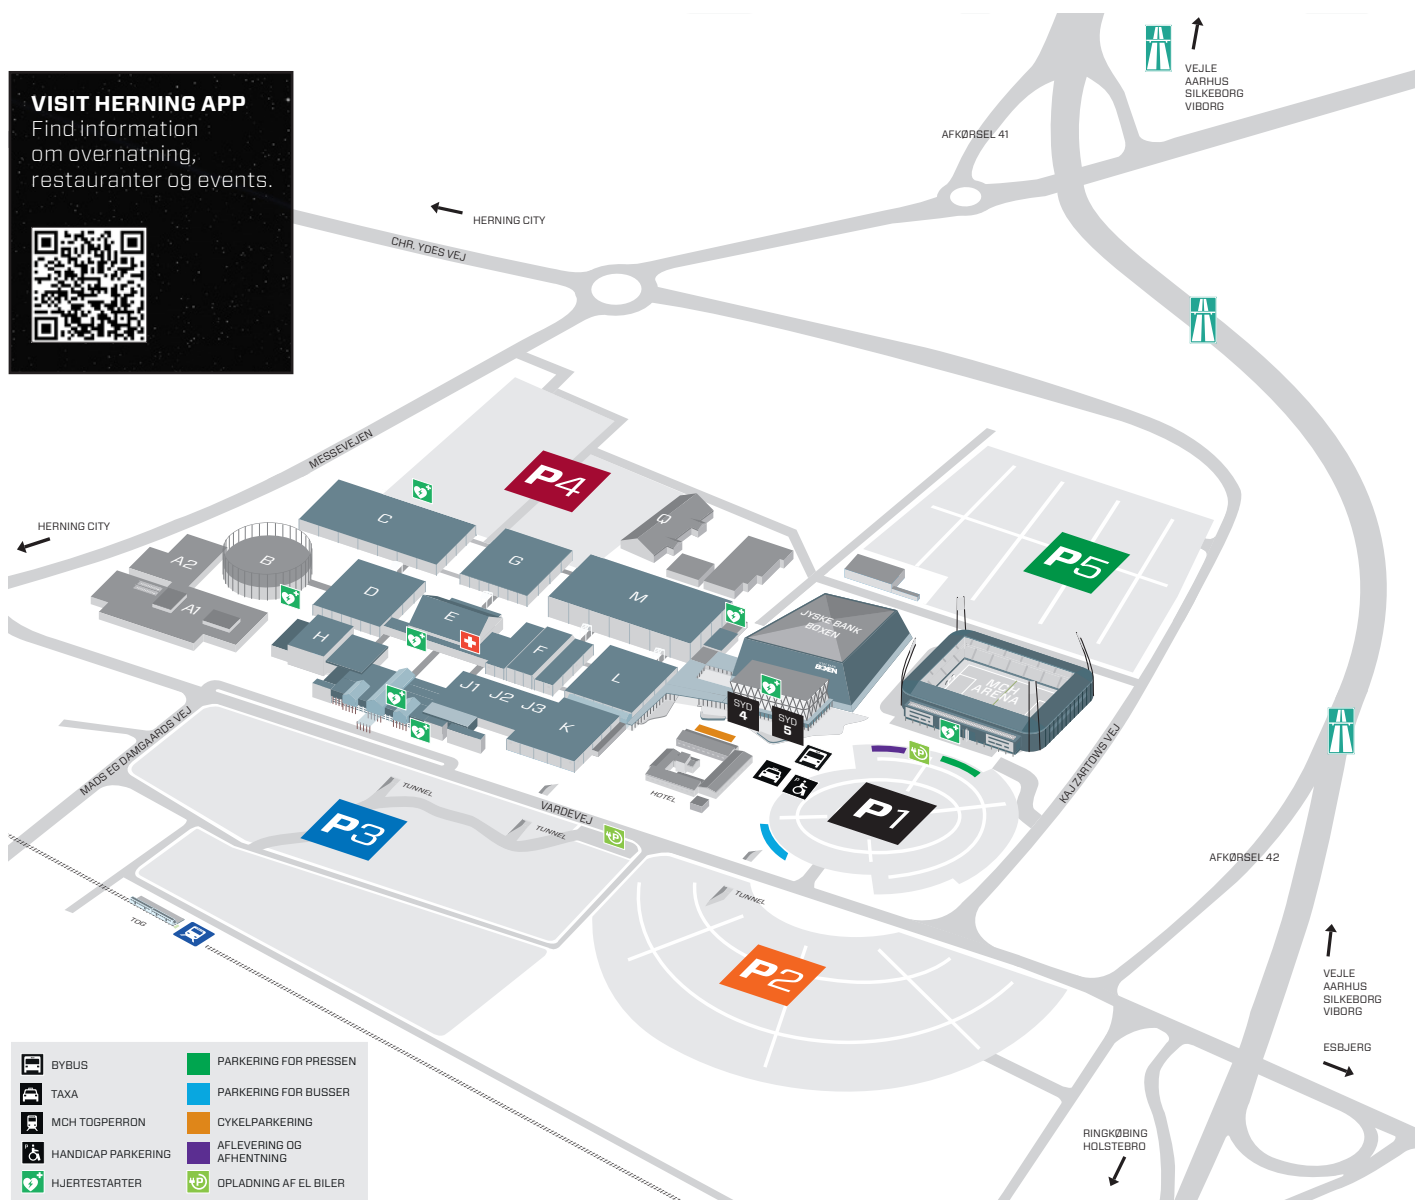 VISIT HERNING APP
Find information
om overnatning,
restauranter og events.
VEJLE
AARHUS
SILKEBORG
VIBORG
AFKØRSEL 41
HERNING CITY
CHR. YDES VEJ
MESSEVEJEN
HERNING CITY
P4
P5
A2
A1
B
C
D
E
F
G
H
J1
J2
J3
K
L
M
Q
JYSKE BANK
BOXEN
BOXEN
MCH
ARENA
SYD
4
SYD
5
HOTEL
P
P
P1
KAJ ZARTOWS VEJ
MADS EG DAMGAARDS VEJ
TUNNEL
TUNNEL
VARDEVEJ
P
P3
TUNNEL
P2
TOG
AFKØRSEL 42
VEJLE
AARHUS
SILKEBORG
VIBORG
ESBJERG
RINGKØBING
HOLSTEBRO
BYBUS
TAXA
MCH TOGPERRON
P
HANDICAP PARKERING
HJERTESTARTER
PARKERING FOR PRESSEN
PARKERING FOR BUSSER
CYKELPARKERING
AFLEVERING OG
AFHENTNING
P
OPLADNING AF EL BILER